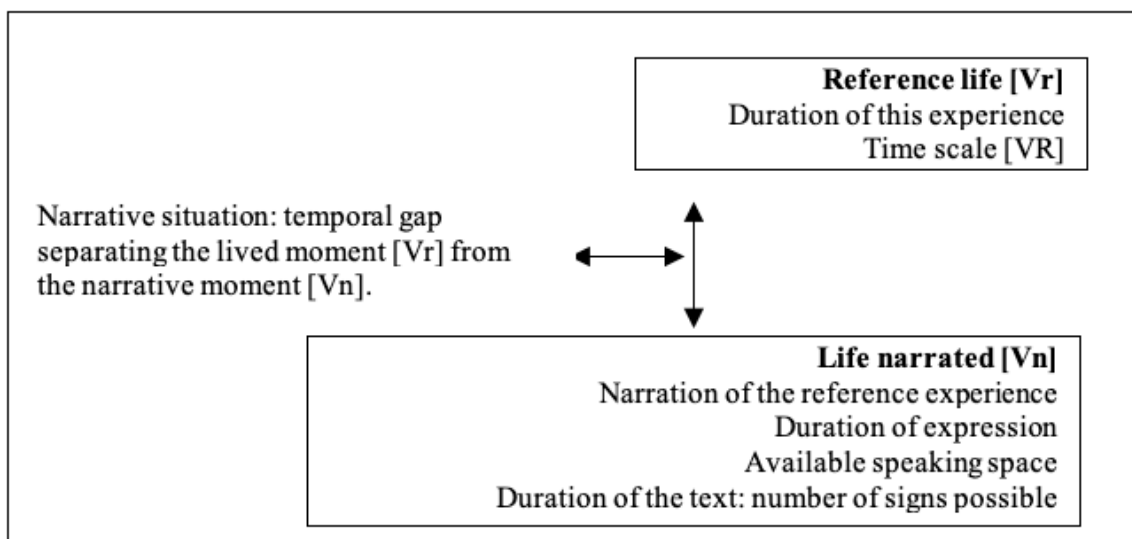 Reference life [Vr]
Duration of this experience
Time scale [VR]
Narrative situation: temporal gap
separating the lived moment [Vr] from
the narrative moment [Vn].
Life narrated [Vn]
Narration of the reference experience
Duration of expression
Available speaking space
Duration of the text: number of signs possible